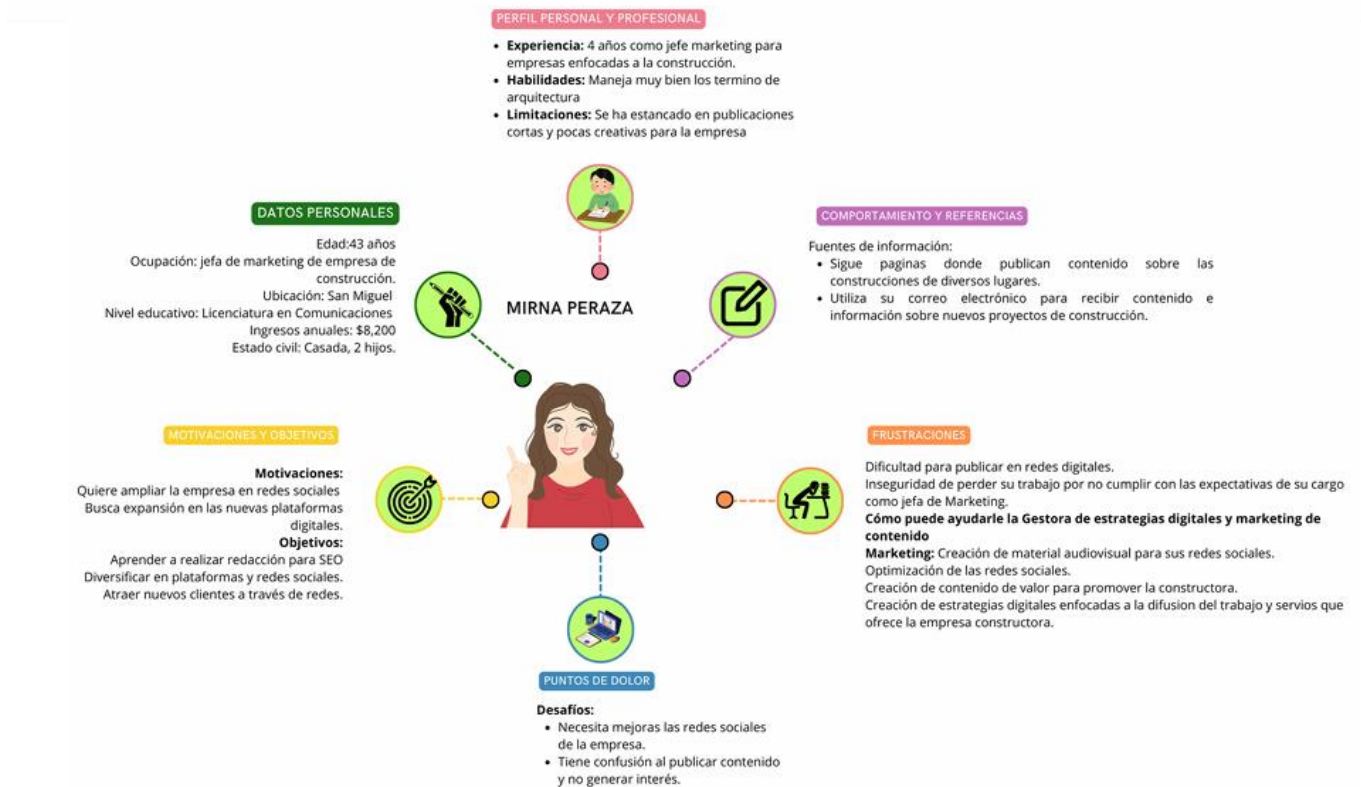 PERFIL PERSONAL Y PROFESIONAL
• Experiencia: 4 años como jefe marketing para
empresas enfocadas a la construcción.
• Habilidades: Maneja muy bien los termino de
arquitectura
• Limitaciones: Se ha estancado en publicaciones
cortas y pocas creativas para la empresa
DATOS PERSONALES
Edad:43 años
Ocupación: jefa de marketing de empresa de
construcción.
Ubicación: San Miguel
Nivel educativo: Licenciatura en Comunicaciones
Ingresos anuales: $8,200
Estado civil: Casada, 2 hijos.
MIRNA PERAZA
COMPORTAMIENTO Y REFERENCIAS
Fuentes de información:
• Sigue paginas donde publican contenido sobre las
construcciones de diversos lugares.
• Utiliza su correo electrónico para recibir contenido e
información sobre nuevos proyectos de construcción.
MOTIVACIONES Y OBJETIVOS
Motivaciones:
Quiere ampliar la empresa en redes sociales
Busca expansión en las nuevas plataformas
digitales.
Objetivos:
Aprender a realizar redacción para SEO
Diversificar en plataformas y redes sociales.
Atraer nuevos clientes a través de redes.
FRUSTRACIONES
Dificultad para publicar en redes digitales.
Inseguridad de perder su trabajo por no cumplir con las expectativas de su cargo
como jefa de Marketing.
Cómo puede ayudarle la Gestora de estrategias digitales y marketing de
contenido
Marketing: Creación de material audiovisual para sus redes sociales.
Optimización de las redes sociales.
Creación de contenido de valor para promover la constructora.
Creación de estrategias digitales enfocadas a la difusion del trabajo y servios que
ofrece la empresa constructora.
PUNTOS DE DOLOR
Desafíos:
• Necesita mejoras las redes sociales
de la empresa.
• Tiene confusión al publicar contenido
y no generar interés.